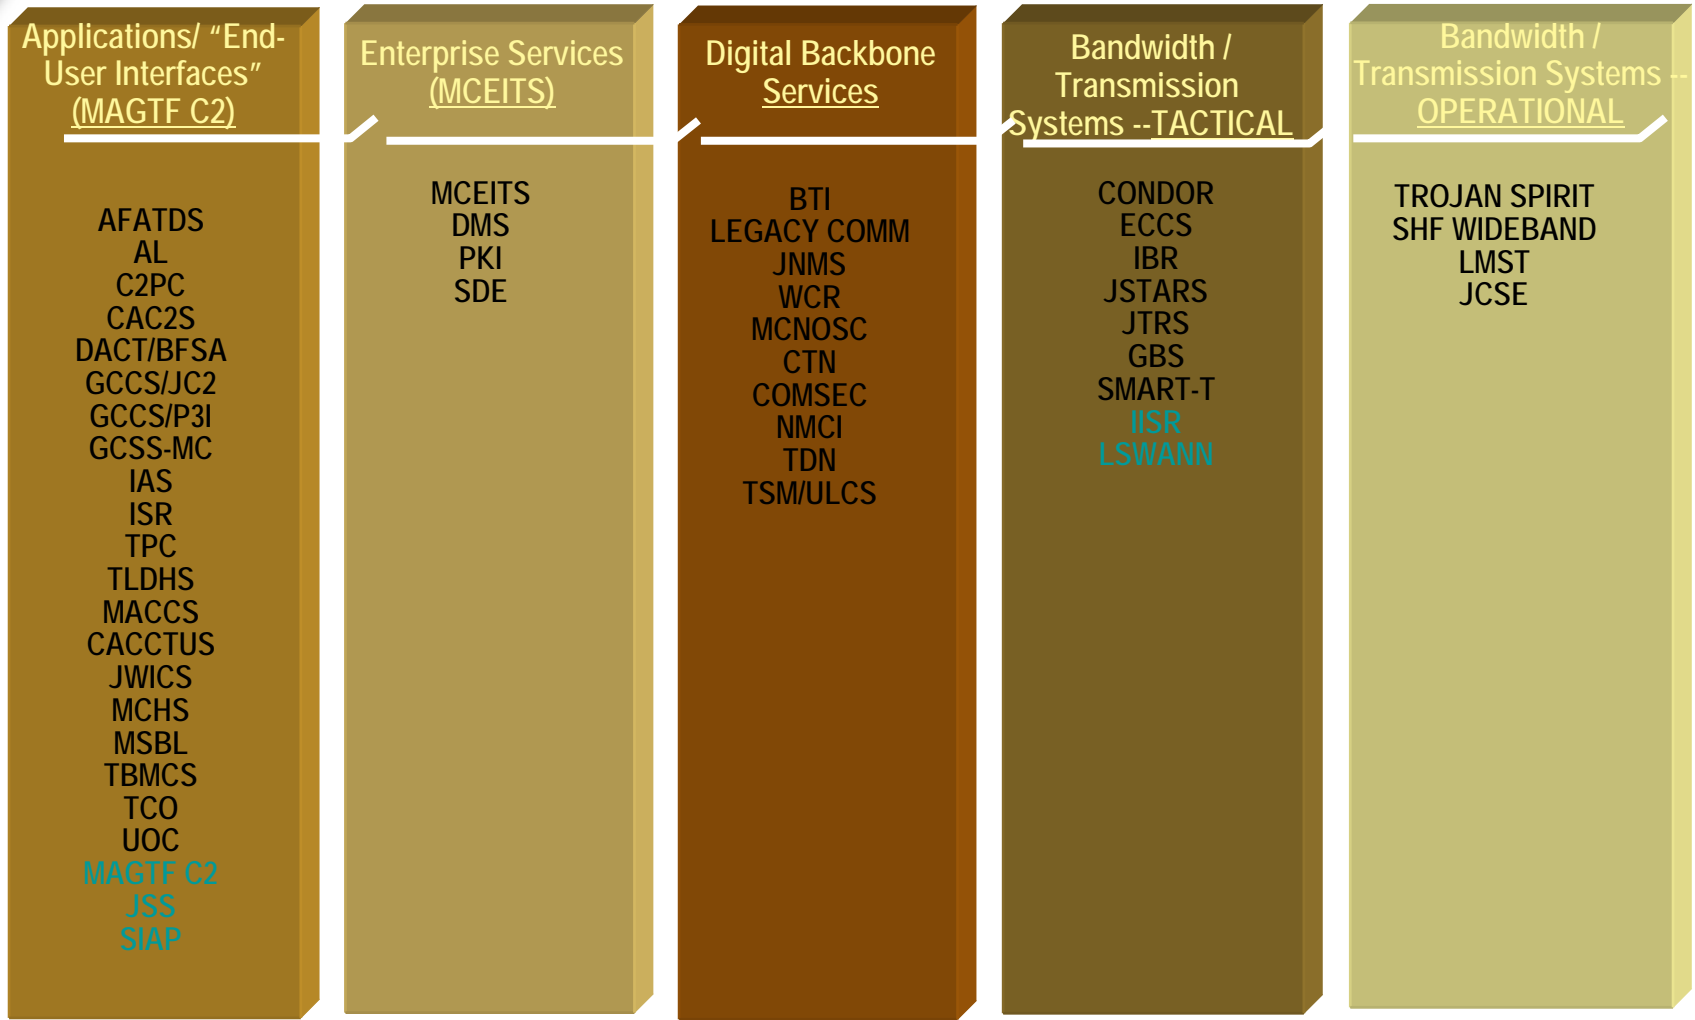 Applications/ “End-
User Interfaces”
(MAGTF C2)
AFATDS
AL
C2PC
CAC2S
DACT/BFSA
GCCS/JC2
GCCS/P3I
GCSS-MC
IAS
ISR
TPC
TLDHS
MACCS
CACCTUS
JWICS
MCHS
MSBL
TBMCS
TCO
UOC
MAGTF C2
JSS
SIAP
Enterprise Services
(MCEITS)
MCEITS
DMS
PKI
SDE
Digital Backbone
Services
BTI
LEGACY COMM
JNMS
WCR
MCNOSC
CTN
COMSEC
NMCI
TDN
TSM/ULCS
Bandwidth /
Transmission
Systems --TACTICAL
CONDOR
ECCS
IBR
JSTARS
JTRS
GBS
SMART-T
IISR
LSWANN
Bandwidth /
Transmission Systems --
OPERATIONAL
TROJAN SPIRIT
SHF WIDEBAND
LMST
JCSE